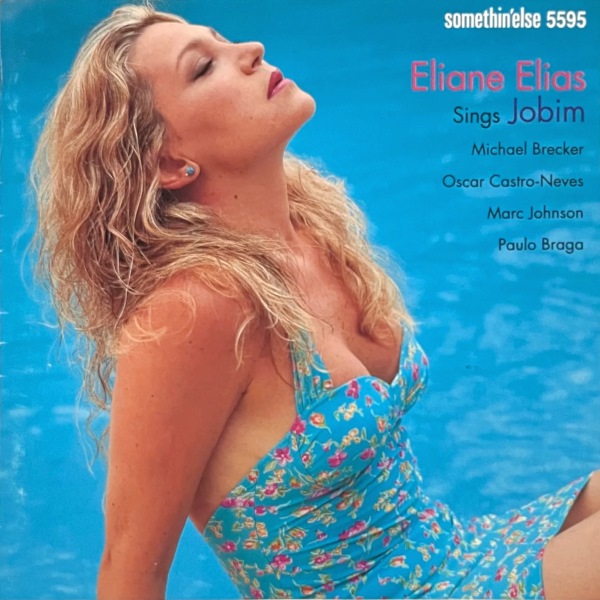 somethin'else 5595
Eliane Elias
Sings Jobim
Michael Brecker
Oscar Castro-Neves
Marc Johnson
Paulo Braga